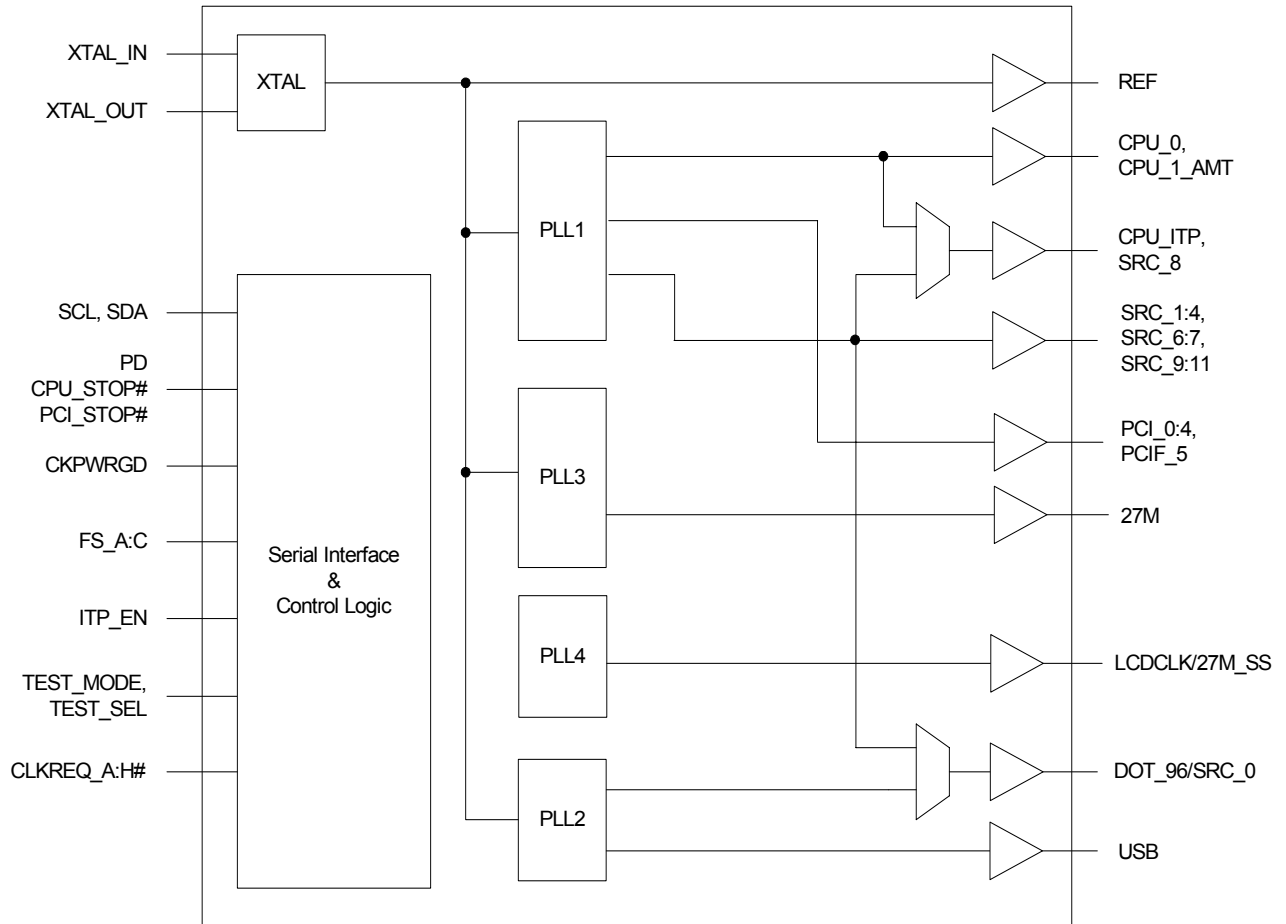 XTAL_IN
XTAL_OUT
XTAL
SCL, SDA
PD
CPU_STOP#
PCI_STOP#
CKPWRGD
FS_A:C
ITP_EN
TEST_MODE,
TEST_SEL
CLKREQ_A:H#
Serial Interface
&
Control Logic
PLL1
PLL3
PLL4
PLL2
REF
CPU_0,
CPU_1_AMT
CPU_ITP,
SRC_8
SRC_1:4,
SRC_6:7,
SRC_9:11
PCI_0:4,
PCIF_5
27M
LCDCLK/27M_SS
DOT_96/SRC_0
USB